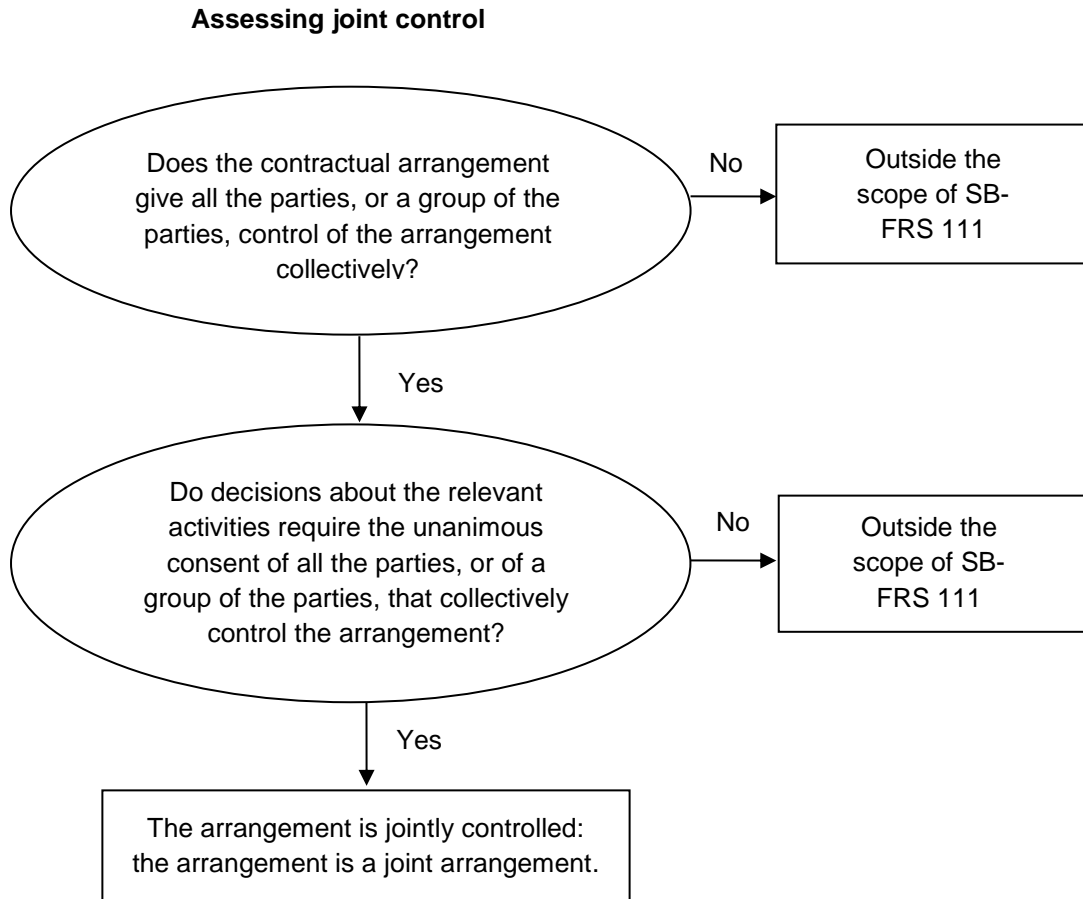 Assessing joint control
Does the contractual arrangement
give all the parties, or a group of the
parties, control of the arrangement
collectively?
No
Outside the
scope of SB-
FRS 111
Yes
Do decisions about the relevant
activities require the unanimous
consent of all the parties, or of a
group of the parties, that collectively
control the arrangement?
No
Outside the
scope of SB-
FRS 111
Yes
The arrangement is jointly controlled:
the arrangement is a joint arrangement.